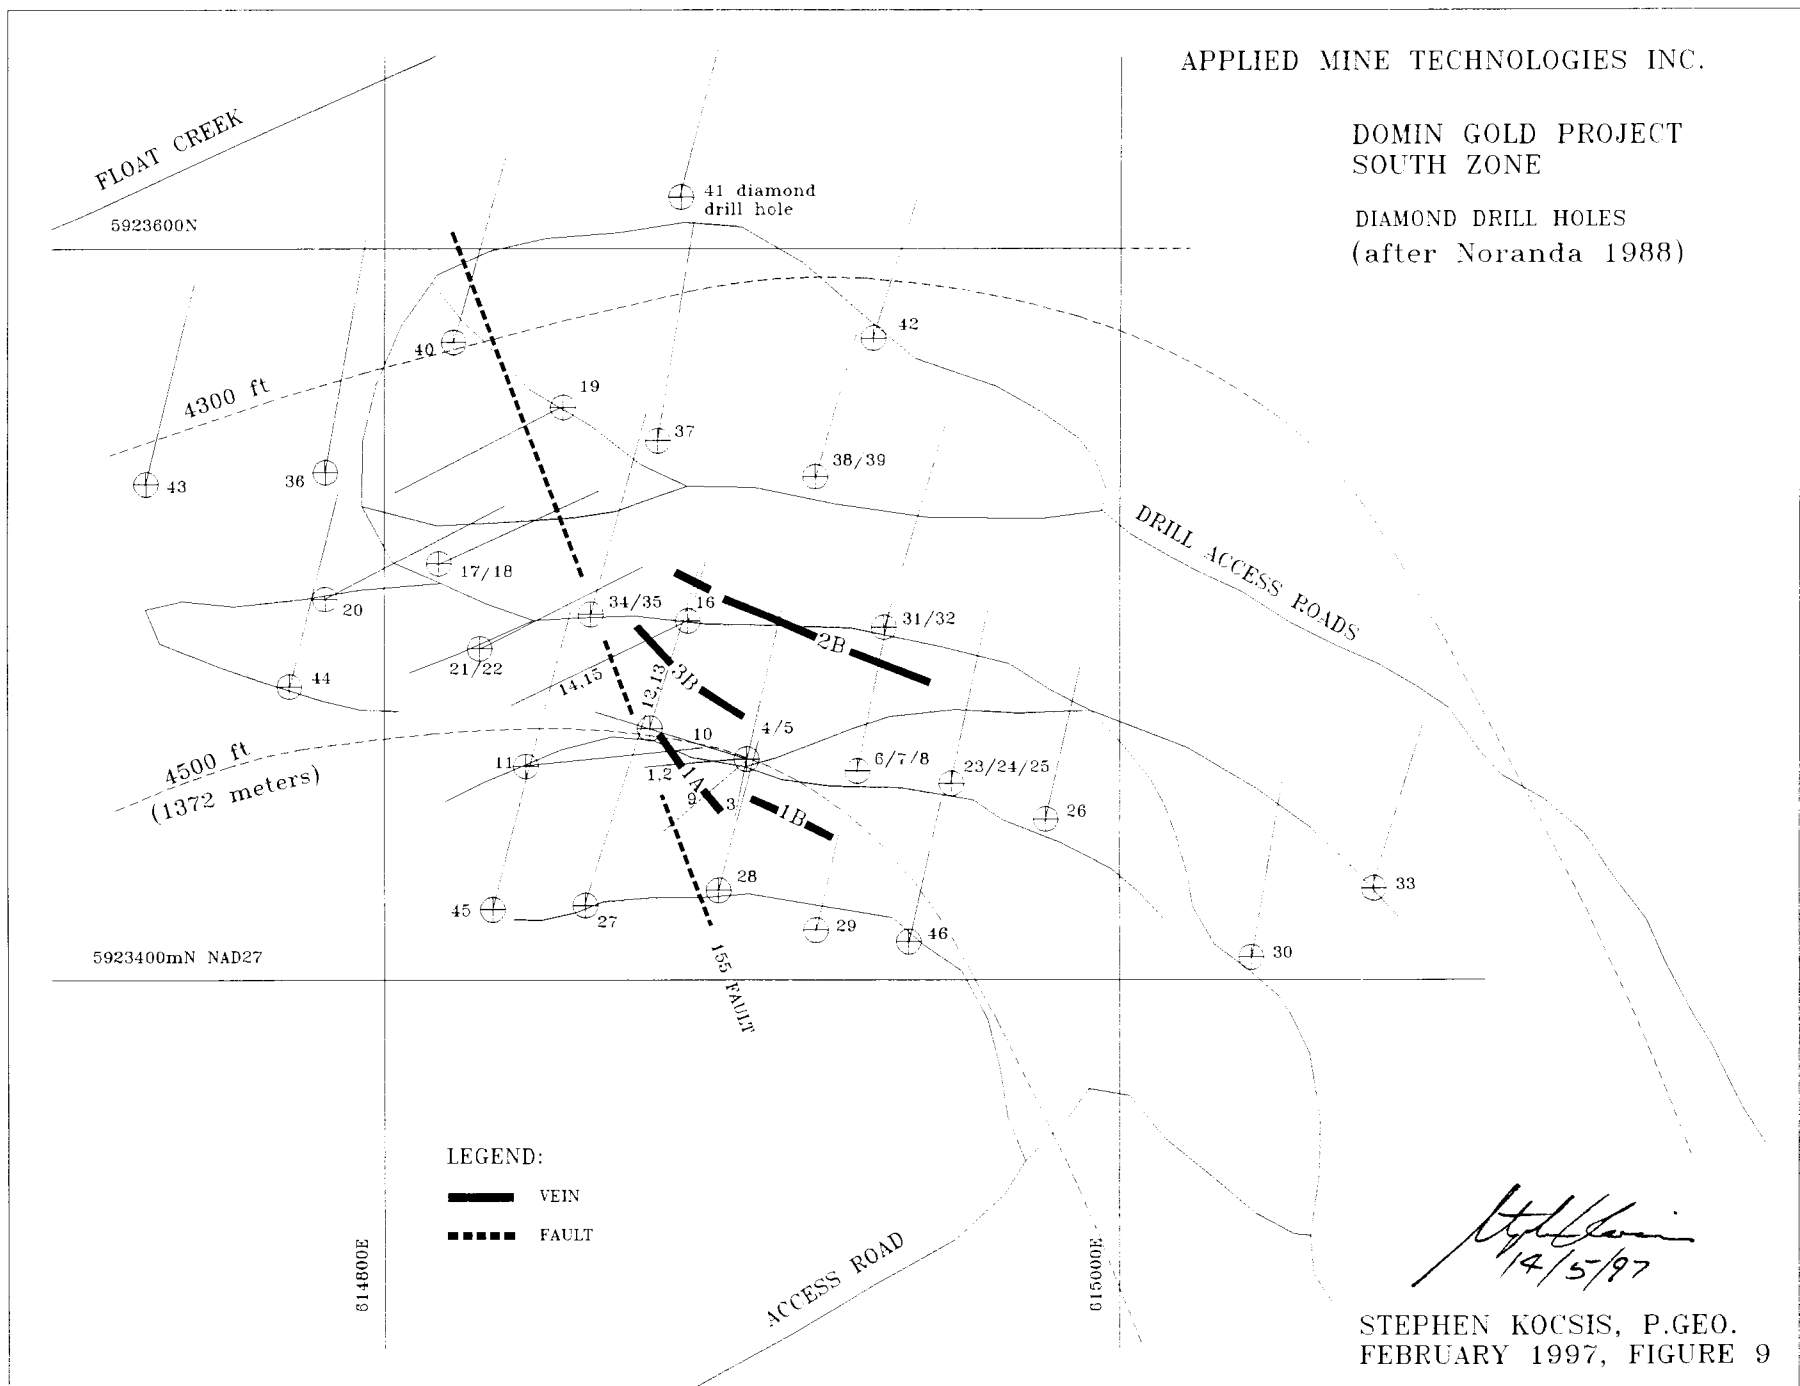 APPLIED MINE TECHNOLOGIES INC.
DOMIN GOLD PROJECT
SOUTH ZONE
DIAMOND DRILL HOLES
(after Noranda 1988)
FLOAT CREEK
5923600N
41 diamond
drill hole
40
42
4300 ft
19
37
38/39
43
36
DRILL ACCESS ROADS
17/18
20
34/35
16
31/32
2B
21/22
14,15
12,13
3B
44
4500 ft
(1372 meters)
10
4/5
11
1,2
1A
6/7/8
23/24/25
9
3
1B
26
28
33
45
27
29
46
30
5923400mN NAD27
155 FAULT
LEGEND:
VEIN
FAULT
614800E
615000E
ACCESS ROAD
14/5/97
STEPHEN KOCSIS, P.GEO.
FEBRUARY 1997, FIGURE 9